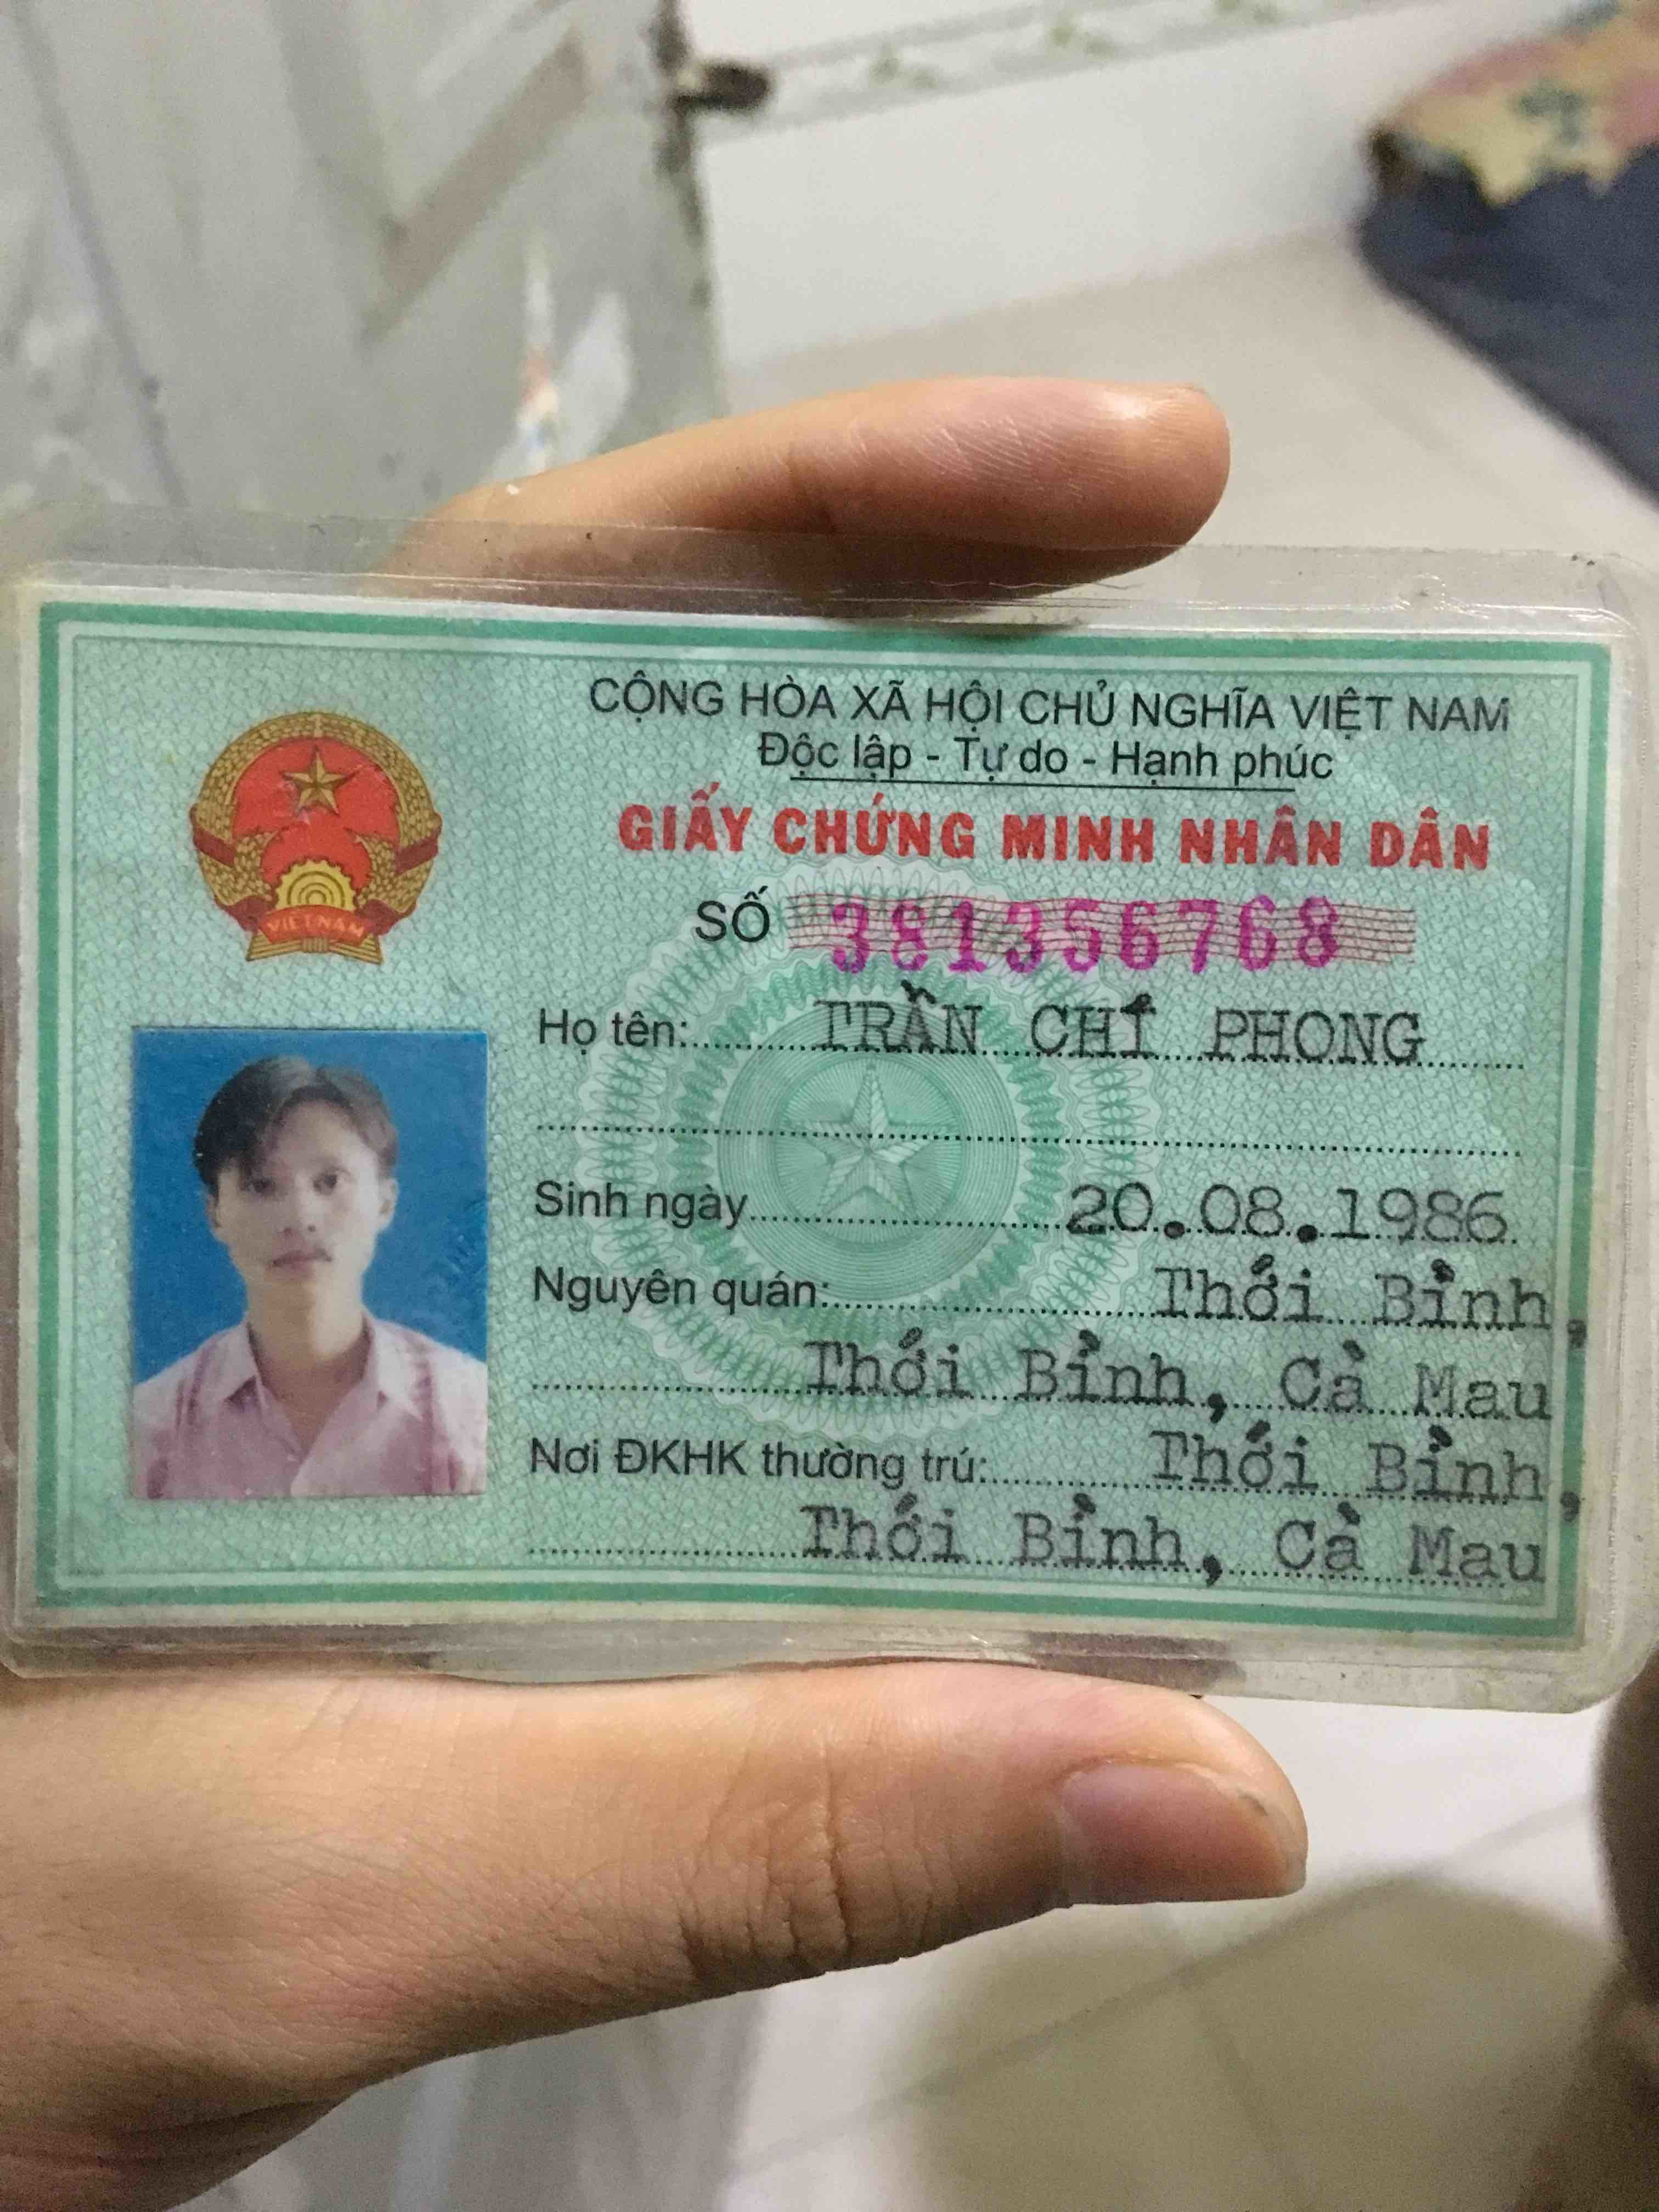 CỘNG HÒA XÃ HỘI CHỦ NGHĨA VIỆT NAM
Độc lập - Tự do - Hạnh phúc
GIẤY CHỨNG MINH NHÂN DÂN
SỐ 381356768
VIET NAM
Họ tên: TRẦN CHÍ PHONG
Sinh ngày 20.08.1986
Nguyên quán: Thới Bình,
Thới Bình, Cà Mau
Nơi ĐKHK thường trú: Thới Bình,
Thới Bình, Cà Mau